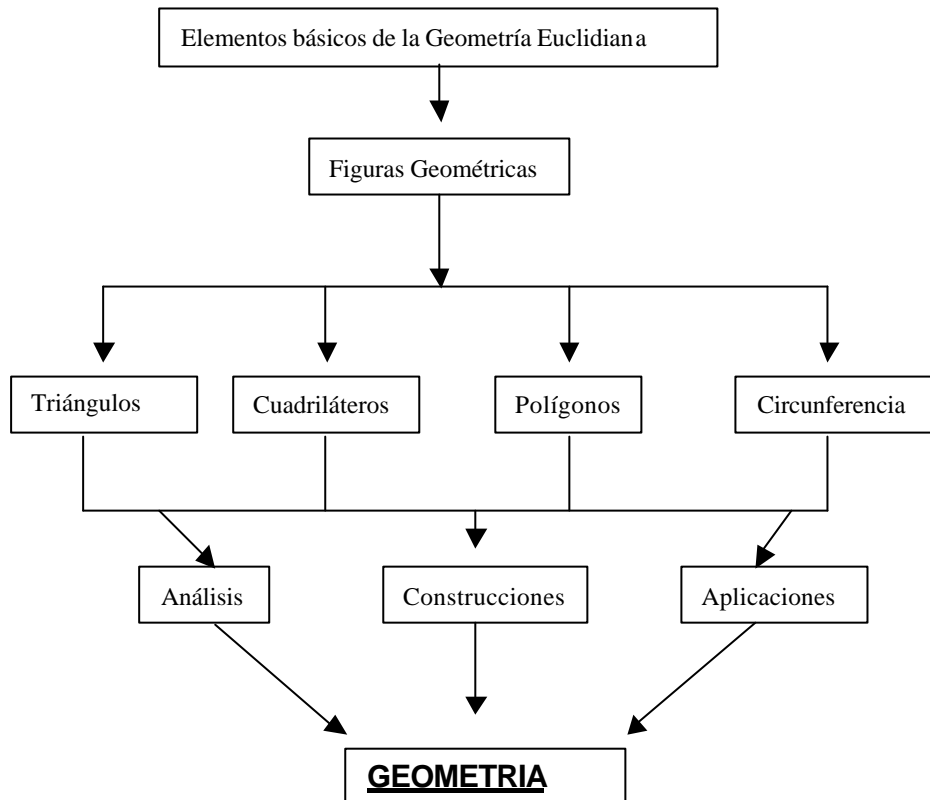 Elementos básicos de la Geometría Euclidiana
Figuras Geométricas
Triángulos
Cuadriláteros
Polígonos
Circunferencia
Análisis
Construcciones
Aplicaciones
GEOMETRIA